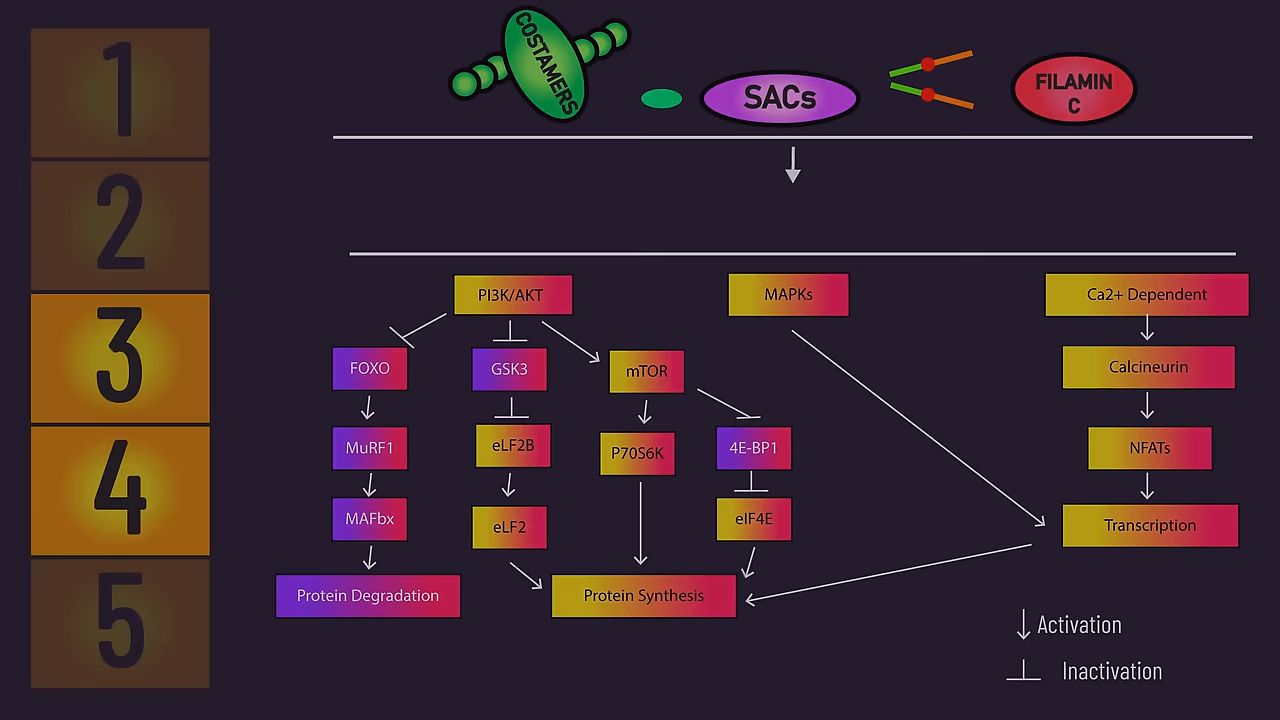 1
2
3
4
5
COSTAMERS
SACs
FILAMIN
C
PI3K/AKT
MAPKs
Ca2+ Dependent
FOXO
GSK3
mTOR
Calcineurin
MuRF1
eLF2B
P70S6K
4E-BP1
NFATs
MAFbx
eLF2
eIF4E
Transcription
Protein Degradation
Protein Synthesis
Activation
Inactivation